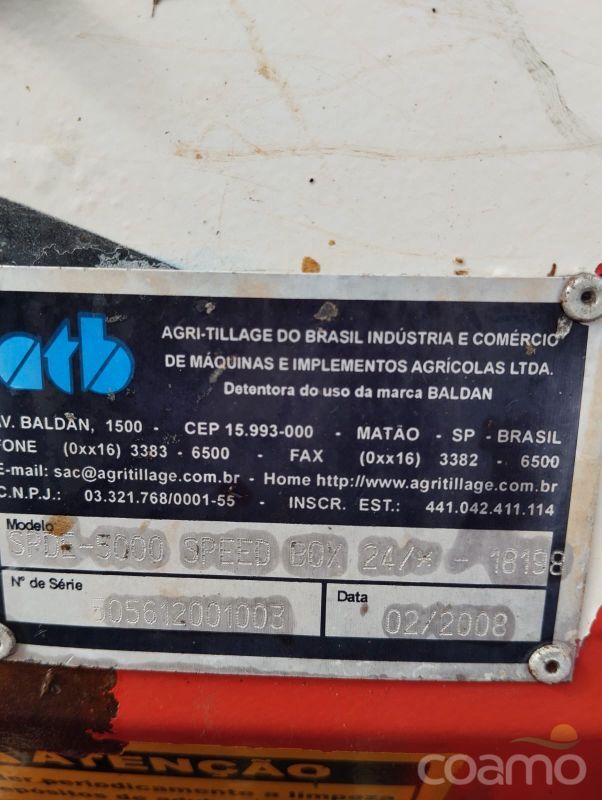 atb
AGRI-TILLAGE DO BRASIL INDÚSTRIA E COMÉRCIO
DE MÁQUINAS E IMPLEMENTOS AGRÍCOLAS LTDA.
Detentora do uso da marca BALDAN
AV. BALDAN, 1500 - CEP 15.993-000 - MATÃO - SP - BRASIL
FONE (0xx16) 3383 - 6500 - FAX (0xx16) 3382 - 6500
E-mail: sac@agritillage.com.br - Home http://www.agritillage.com.br
C.N.P.J.: 03.321.768/0001-55 - INSCR. EST.: 441.042.411.114
Modelo
SPDE-5000 SPEED BOX 24/* - 18198
Nº de Série
505612001003
Data
02/2008
ATENÇÃO
periodicamente a limpeza
coamo